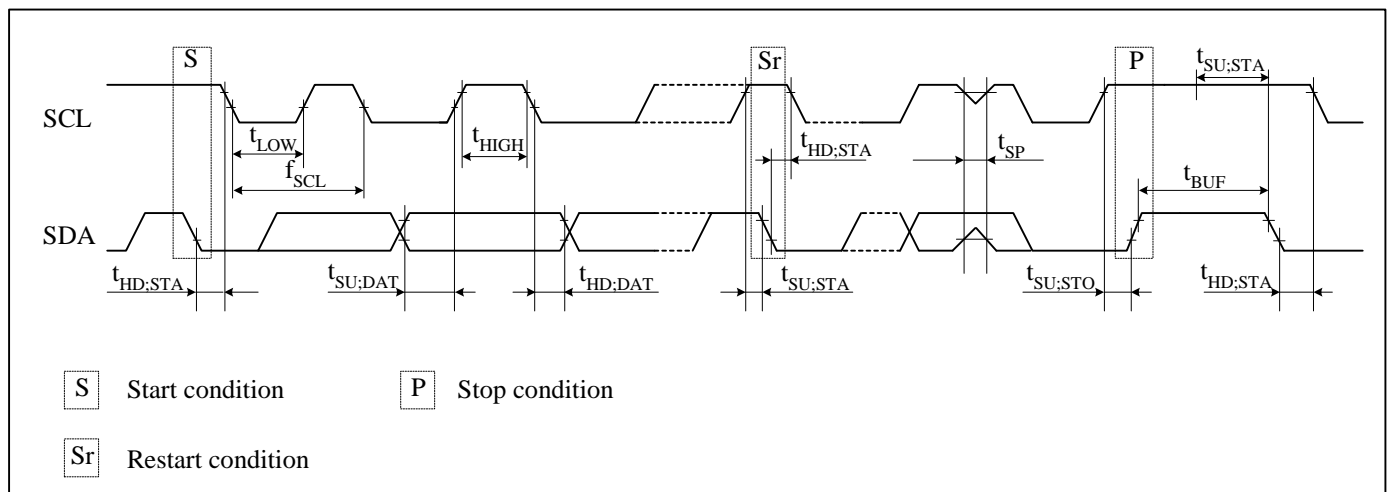 S Sr P tSU;STA
SCL
tLOW tHIGH tHD;STA tSP
fSCL tBUF
SDA
tHD;STA tSU;DAT tHD;DAT tSU;STA tSU;STO tHD;STA
S Start condition P Stop condition
Sr Restart condition